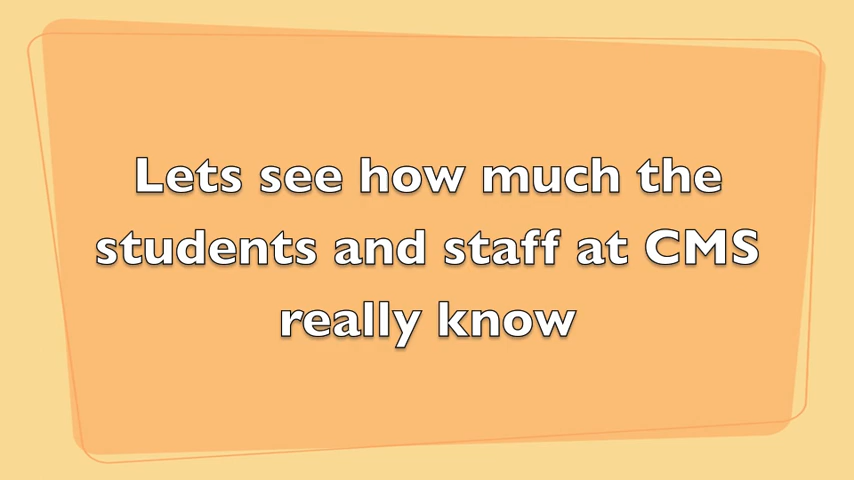 Lets see how much the
students and staff at CMS
really know